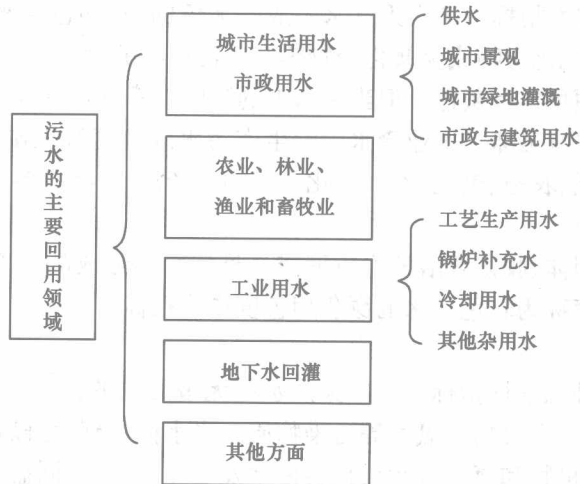 污水的主要回用领域
城市生活用水
市政用水
供水
城市景观
城市绿地灌溉
市政与建筑用水
农业、林业、
渔业和畜牧业
工业用水
工艺生产用水
锅炉补充水
冷却用水
其他杂用水
地下水回灌
其他方面